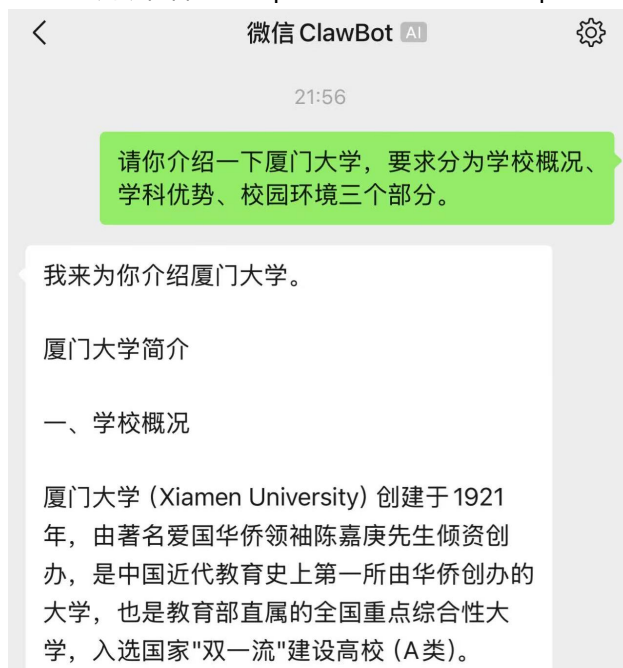 微信 ClawBot AI
21:56
请你介绍一下厦门大学，要求分为学校概况、
学科优势、校园环境三个部分。
我来为你介绍厦门大学。
厦门大学简介
一、学校概况
厦门大学（Xiamen University）创建于1921
年，由著名爱国华侨领袖陈嘉庚先生倾资创
办，是中国近代教育史上第一所由华侨创办的
大学，也是教育部直属的全国重点综合性大
学，入选国家"双一流"建设高校（A类）。